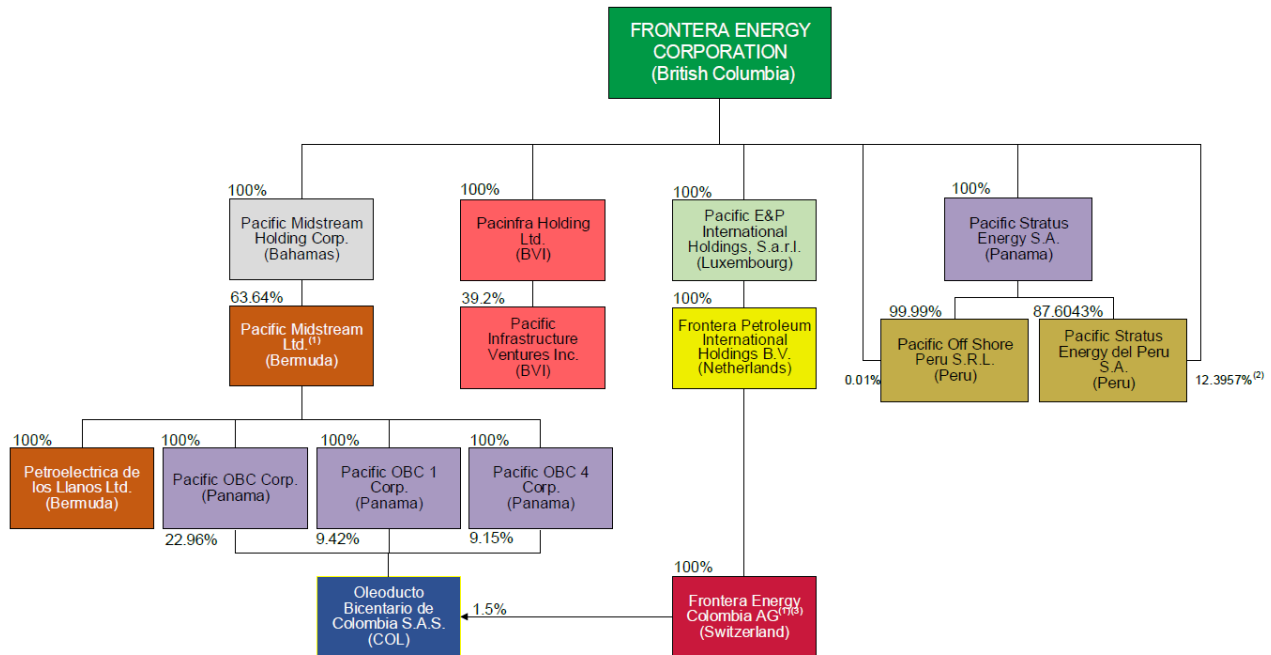 FRONTERA ENERGY
CORPORATION
(British Columbia)
100%
100%
100%
100%
Pacific Midstream
Holding Corp.
(Bahamas)
Pacinfra Holding
Ltd.
(BVI)
Pacific E&P
International
Holdings, S.a.r.l.
(Luxembourg)
Pacific Stratus
Energy S.A.
(Panama)
63.64%
39.2%
100%
99.99%
87.6043%
Pacific Midstream
Ltd.(1)
(Bermuda)
Pacific
Infrastructure
Ventures Inc.
(BVI)
Frontera Petroleum
International
Holdings B.V.
(Netherlands)
Pacific Off Shore
Peru S.R.L.
(Peru)
Pacific Stratus
Energy del Peru
S.A.
(Peru)
0.01%
12.3957%(2)
100%
100%
100%
100%
Petroelectrica de
los Llanos Ltd.
(Bermuda)
Pacific OBC Corp.
(Panama)
Pacific OBC 1
Corp.
(Panama)
Pacific OBC 4
Corp.
(Panama)
22.96%
9.42%
9.15%
100%
Oleoducto
Bicentario de
Colombia S.A.S.
(COL)
1.5%
Frontera Energy
Colombia AG(1)(3)
(Switzerland)